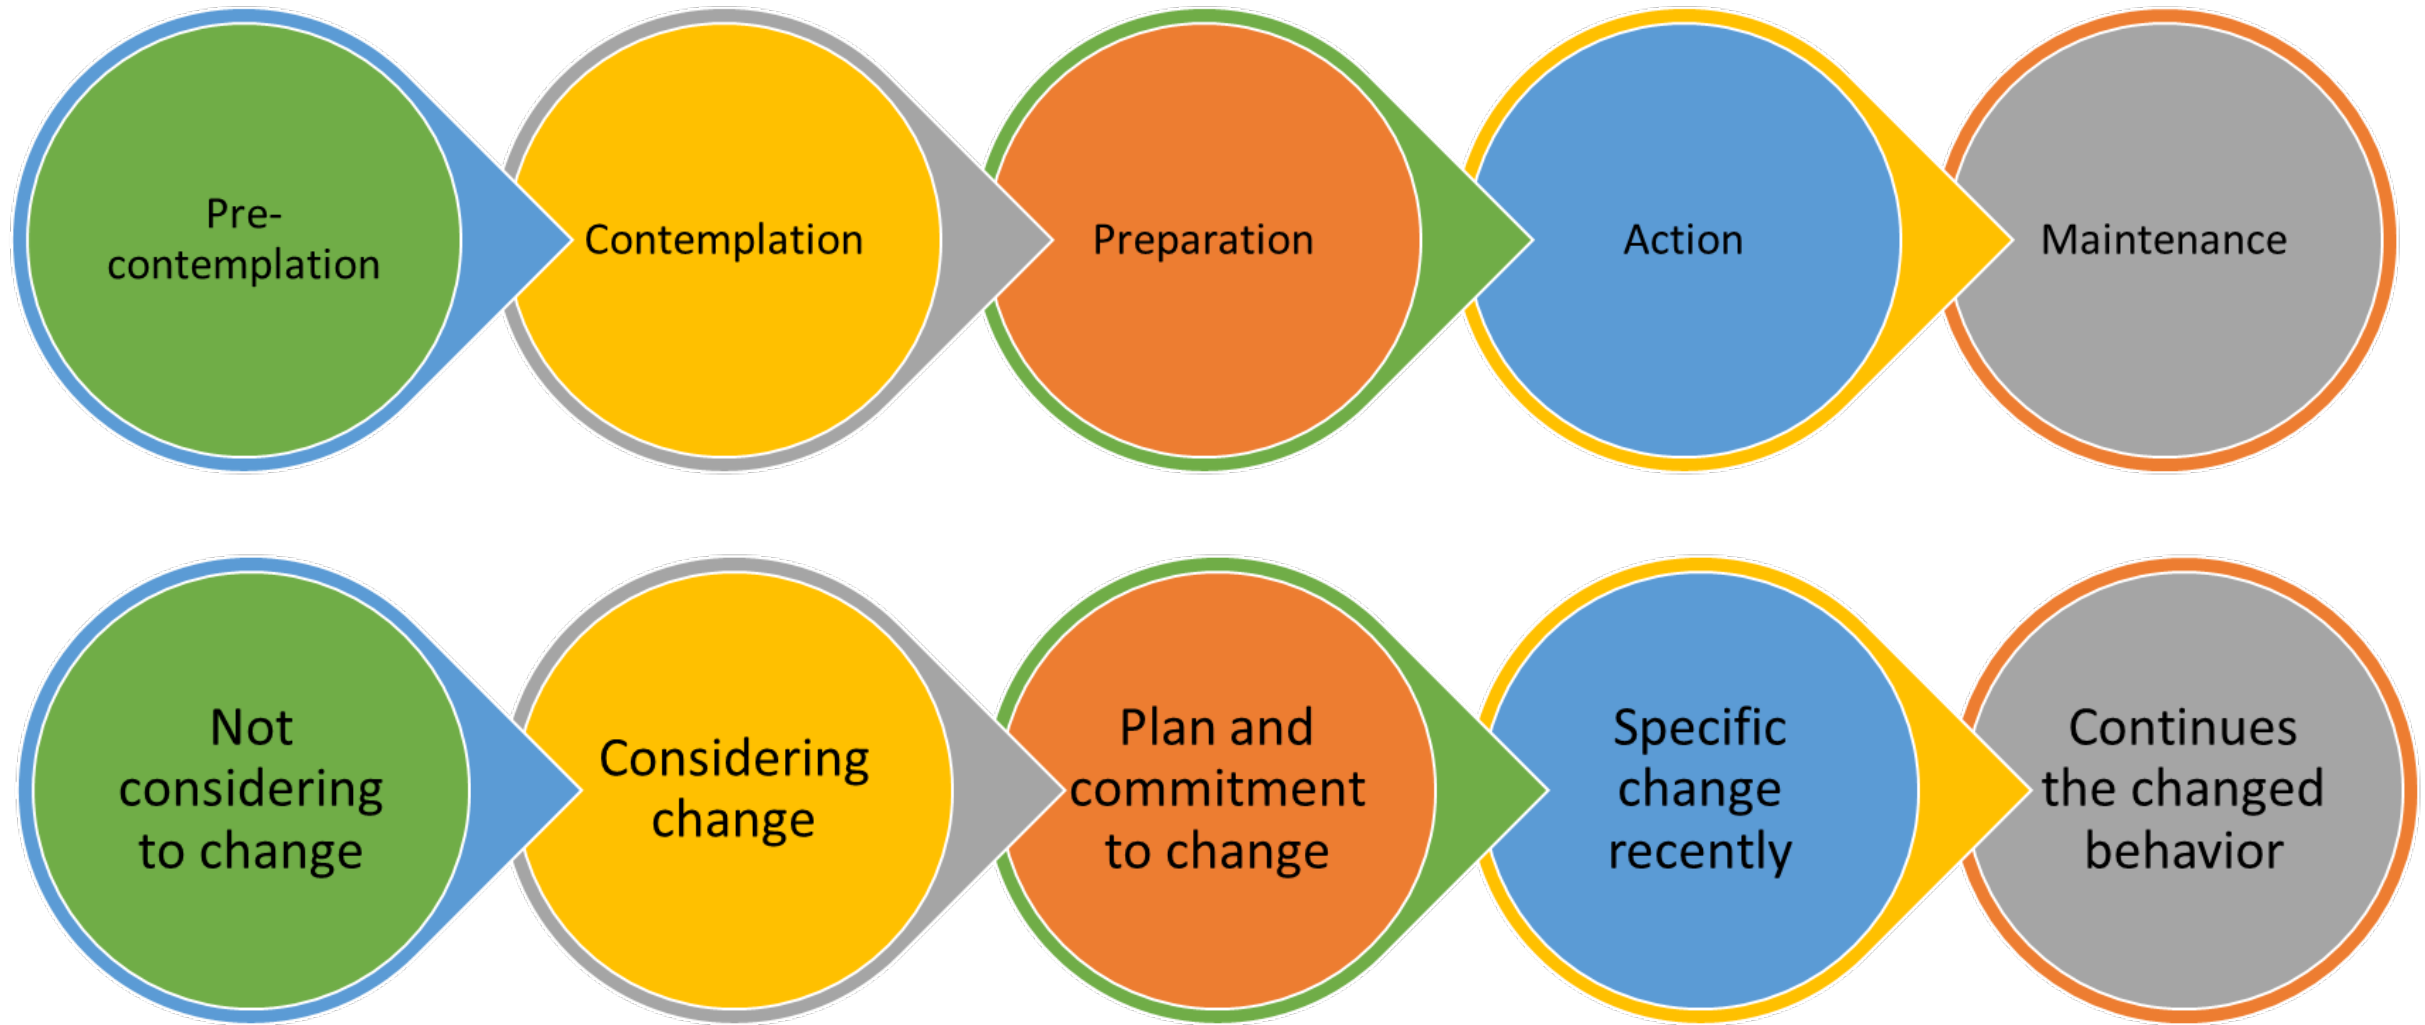 Pre-
contemplation
Contemplation
Preparation
Action
Maintenance
Not
considering
to change
Considering
change
Plan and
commitment
to change
Specific
change
recently
Continues
the changed
behavior